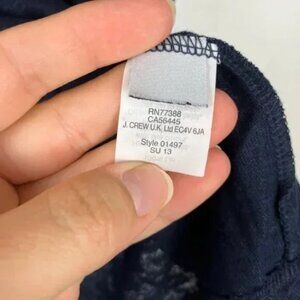 RN77388
CA56445
J. CREW U.K. Ltd EC4V 6JA
Style 01497
SU 13